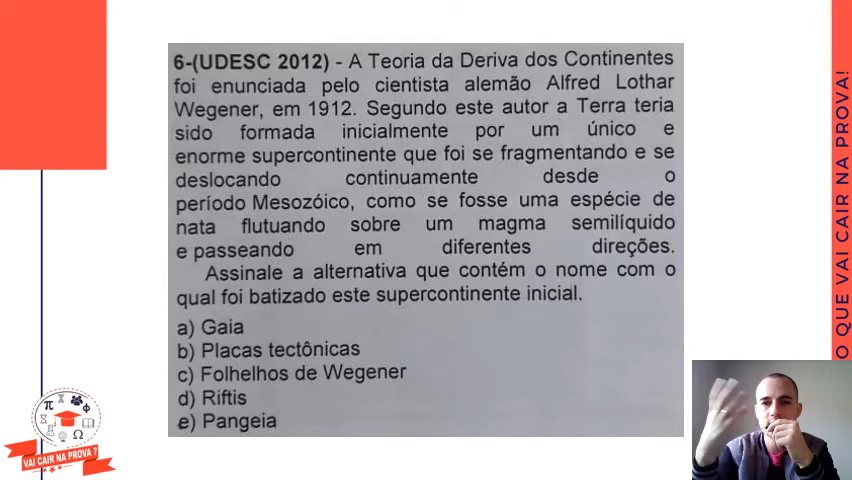 6-(UDESC 2012) - A Teoria da Deriva dos Continentes
foi enunciada pelo cientista alemão Alfred Lothar
Wegener, em 1912. Segundo este autor a Terra teria
sido formada inicialmente por um único e
enorme supercontinente que foi se fragmentando e se
deslocando continuamente desde o
período Mesozóico, como se fosse uma espécie de
nata flutuando sobre um magma semilíquido
e passeando em diferentes direções.
Assinale a alternativa que contém o nome com o
qual foi batizado este supercontinente inicial.
a) Gaia
b) Placas tectônicas
c) Folhelhos de Wegener
d) Riftis
e) Pangeia
O QUE VAI CAIR NA PROVA!
π
Ω
VAI CAIR NA PROVA ?